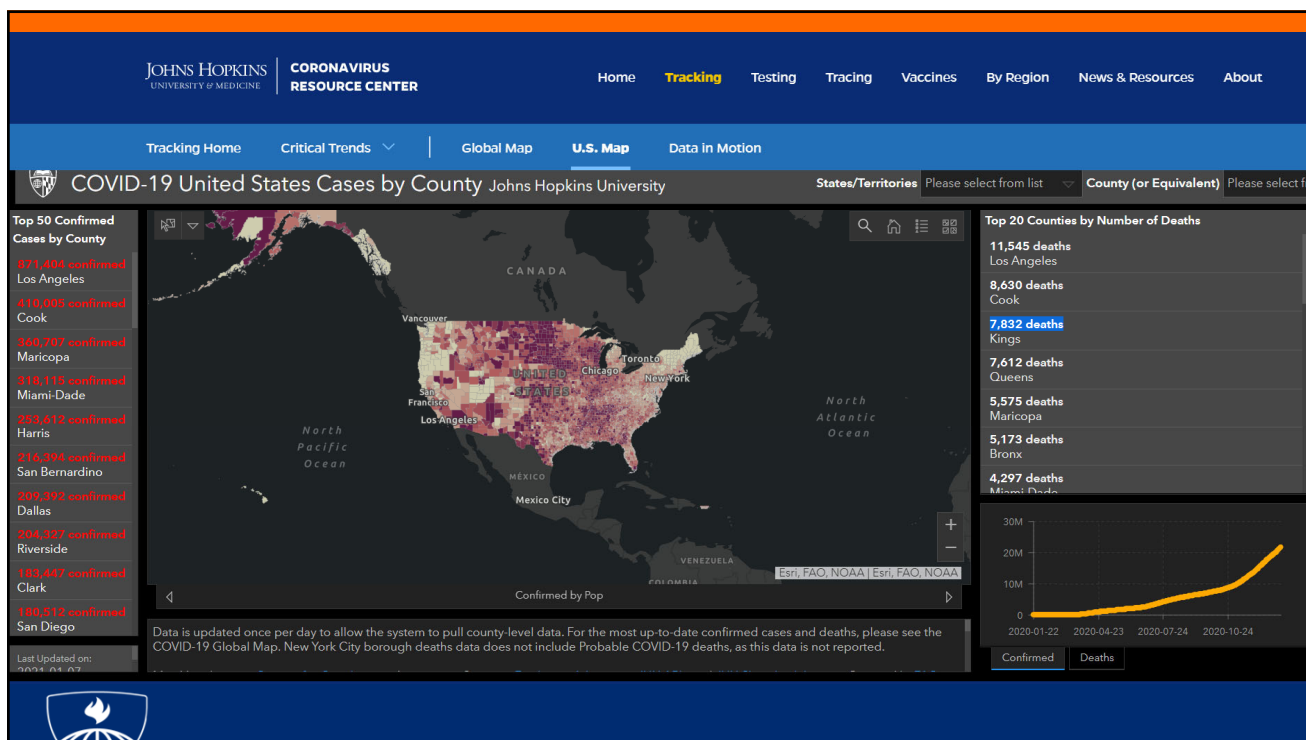 JOHNS HOPKINS
UNIVERSITY & MEDICINE
CORONAVIRUS
RESOURCE CENTER
Home Tracking Testing Tracing Vaccines By Region News & Resources About
Tracking Home Critical Trends Global Map U.S. Map Data in Motion
COVID-19 United States Cases by County Johns Hopkins University
States/Territories Please select from list County (or Equivalent) Please select
Top 50 Confirmed
Cases by County
871,404 confirmed
Los Angeles
410,005 confirmed
Cook
360,707 confirmed
Maricopa
318,115 confirmed
Miami-Dade
253,612 confirmed
Harris
216,394 confirmed
San Bernardino
209,392 confirmed
Dallas
204,327 confirmed
Riverside
183,447 confirmed
Clark
180,512 confirmed
San Diego
Last Updated on:
2021-01-07
CANADA
Vancouver
Toronto
Chicago
New York
UNITED
STATES
San
Francisco
Los Angeles
North
Pacific
Ocean
North
Atlantic
Ocean
MÉXICO
Mexico City
VENEZUELA
COLOMBIA
Esri, FAO, NOAA | Esri, FAO, NOAA
Confirmed by Pop
Data is updated once per day to allow the system to pull county-level data. For the most up-to-date confirmed cases and deaths, please see the
COVID-19 Global Map. New York City borough deaths data does not include Probable COVID-19 deaths, as this data is
not reported.
Top 20 Counties by Number of Deaths
11,545 deaths
Los Angeles
8,630 deaths
Cook
7,832 deaths
Kings
7,612 deaths
Queens
5,575 deaths
Maricopa
5,173 deaths
Bronx
4,297 deaths
Miami-Dade
30M
20M
10M
0
2020-01-22 2020-04-23 2020-07-24 2020-10-24
Confirmed Deaths